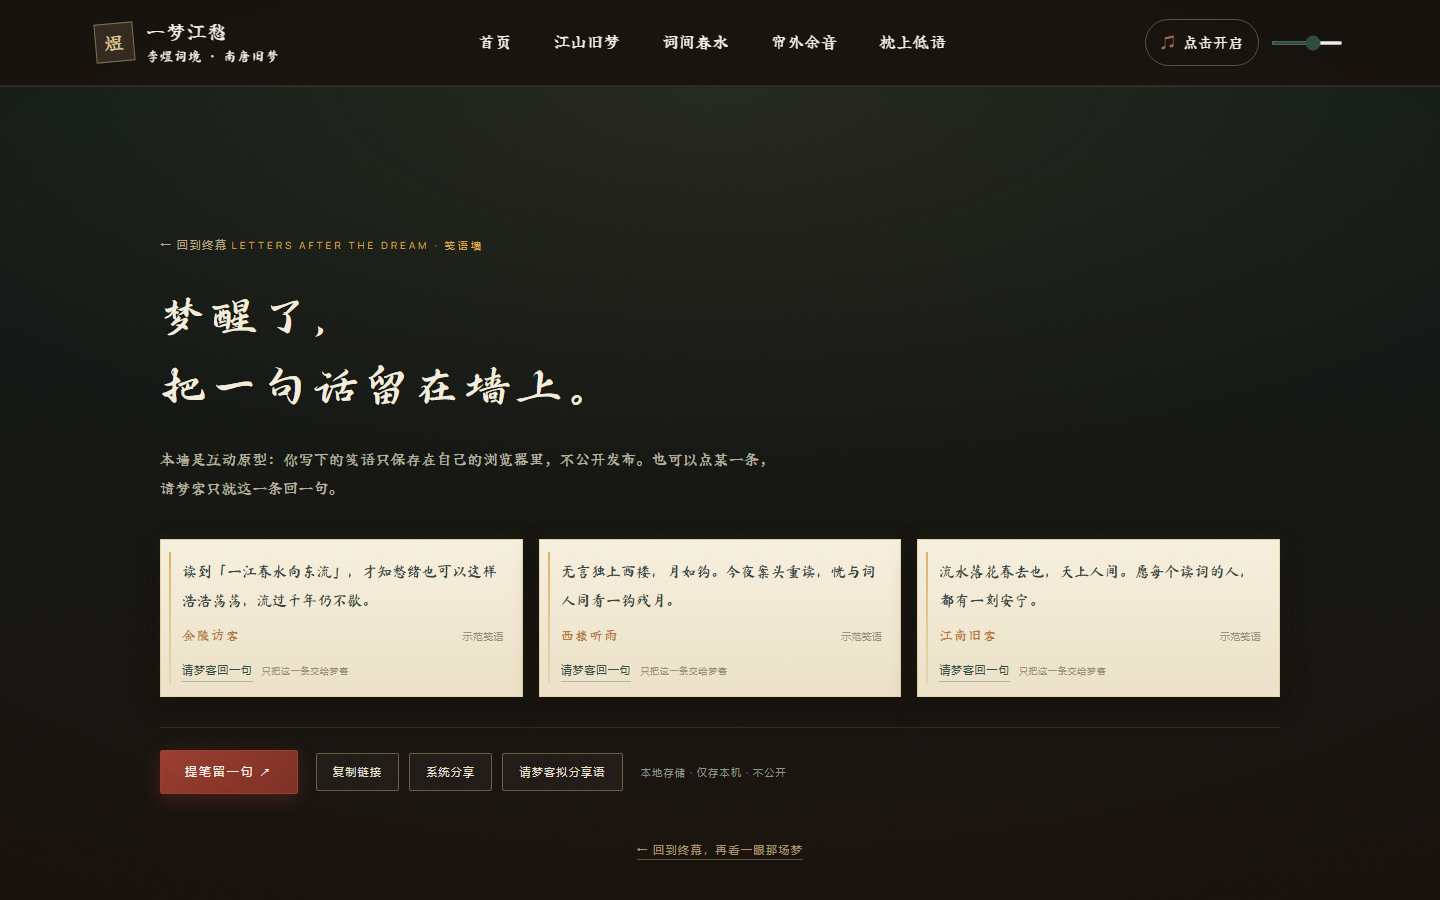 煜
一梦江愁
李煜词境 · 南唐旧梦
首页 江山旧梦 词间春水 帘外余音 枕上低语
♫ 点击开启
← 回到终幕 LETTERS AFTER THE DREAM · 笺语墙
梦醒了，
把一句话留在墙上。
本墙是互动原型：你写下的笺语只保存在自己的浏览器里，不公开发布。也可以点某一条，
请梦客只就这一条回一句。
读到「一江春水向东流」，才知愁绪也可以这样
浩浩荡荡，流过千年仍不歇。
金陵访客 示范笺语
请梦客回一句 只把这一条交给梦客
无言独上西楼，月如钩。今夜案头重读，恍与词
人同看一钩残月。
西楼听雨 示范笺语
请梦客回一句 只把这一条交给梦客
流水落花春去也，天上人间。愿每个读词的人，
都有一刻安宁。
江南旧客 示范笺语
请梦客回一句 只把这一条交给梦客
提笔留一句 ↗ 复制链接 系统分享 请梦客拟分享语 本地存储 · 仅存本机 · 不公开
← 回到终幕，再看一眼那场梦